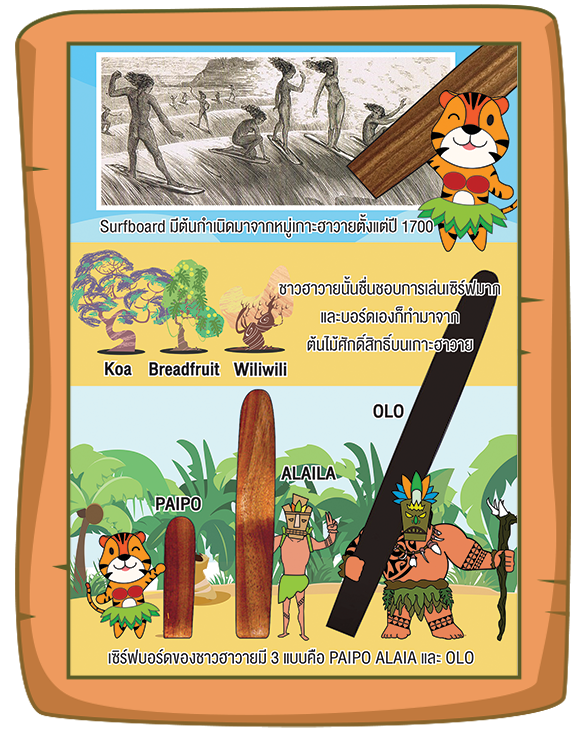 Surfboard มีต้นกำเนิดมาจากหมู่เกาะฮาวายตั้งแต่ปี 1700
ชาวฮาวายนั้นชื่นชอบการเล่นเซิร์ฟมาก
และบอร์ดเองก็ทำมาจาก
ต้นไม้ศักดิ์สิทธิ์บนเกาะฮาวาย
Koa Breadfruit Wiliwili
OLO
ALAILA
PAIPO
เซิร์ฟบอร์ดของชาวฮาวายมี 3 แบบคือ PAIPO ALAIA และ OLO